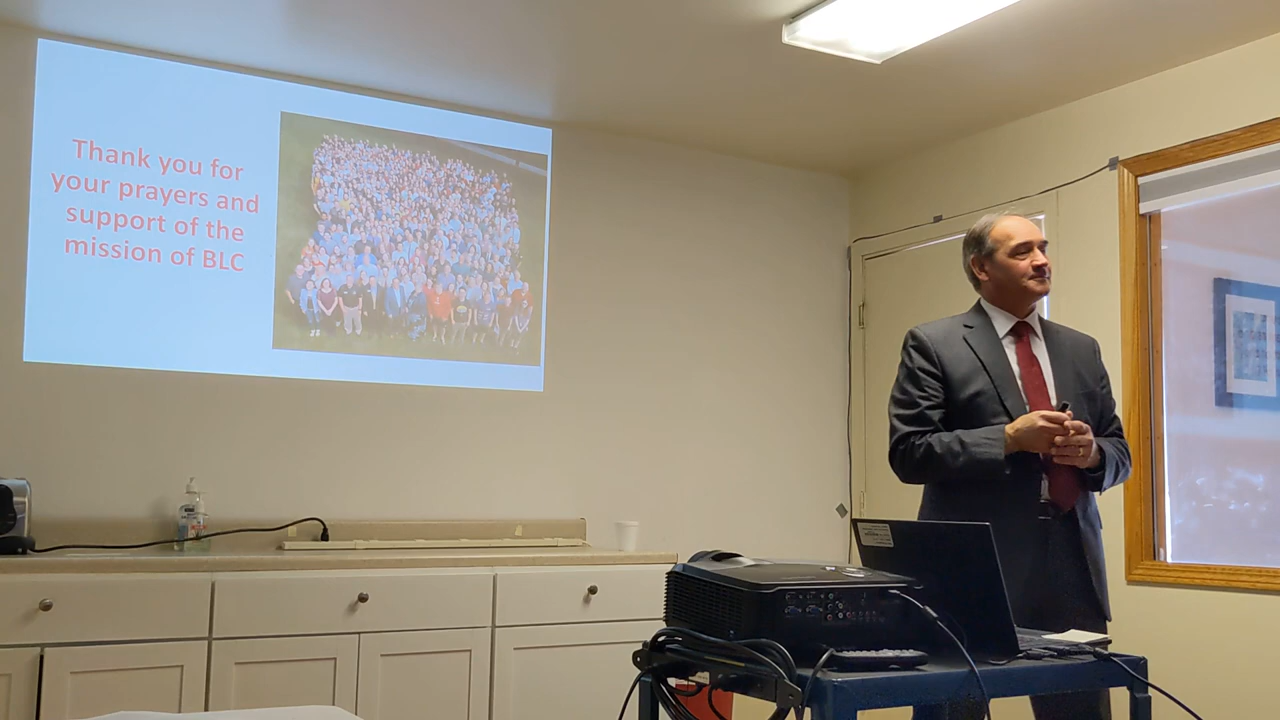 Thank you for
your prayers and
support of the
mission of BLC